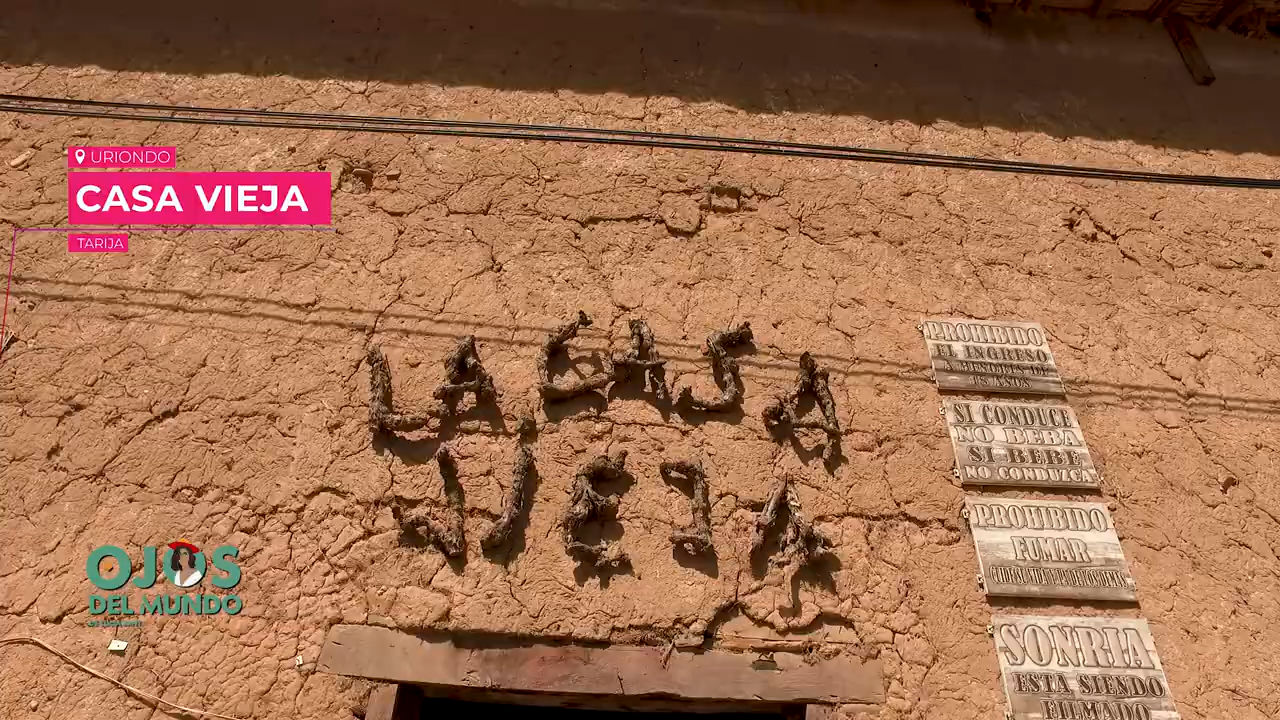 URIONDO
CASA VIEJA
TARIJA
LA CASA
VIEJA
PROHIBIDO
EL INGRESO
A MENORES DE
18 AÑOS
SI CONDUCE
NO BEBA
SI BEBE
NO CONDUZCA
PROHIBIDO
FUMAR
SONRIA
ESTA SIENDO
FILMADO
OJOS
DEL MUNDO